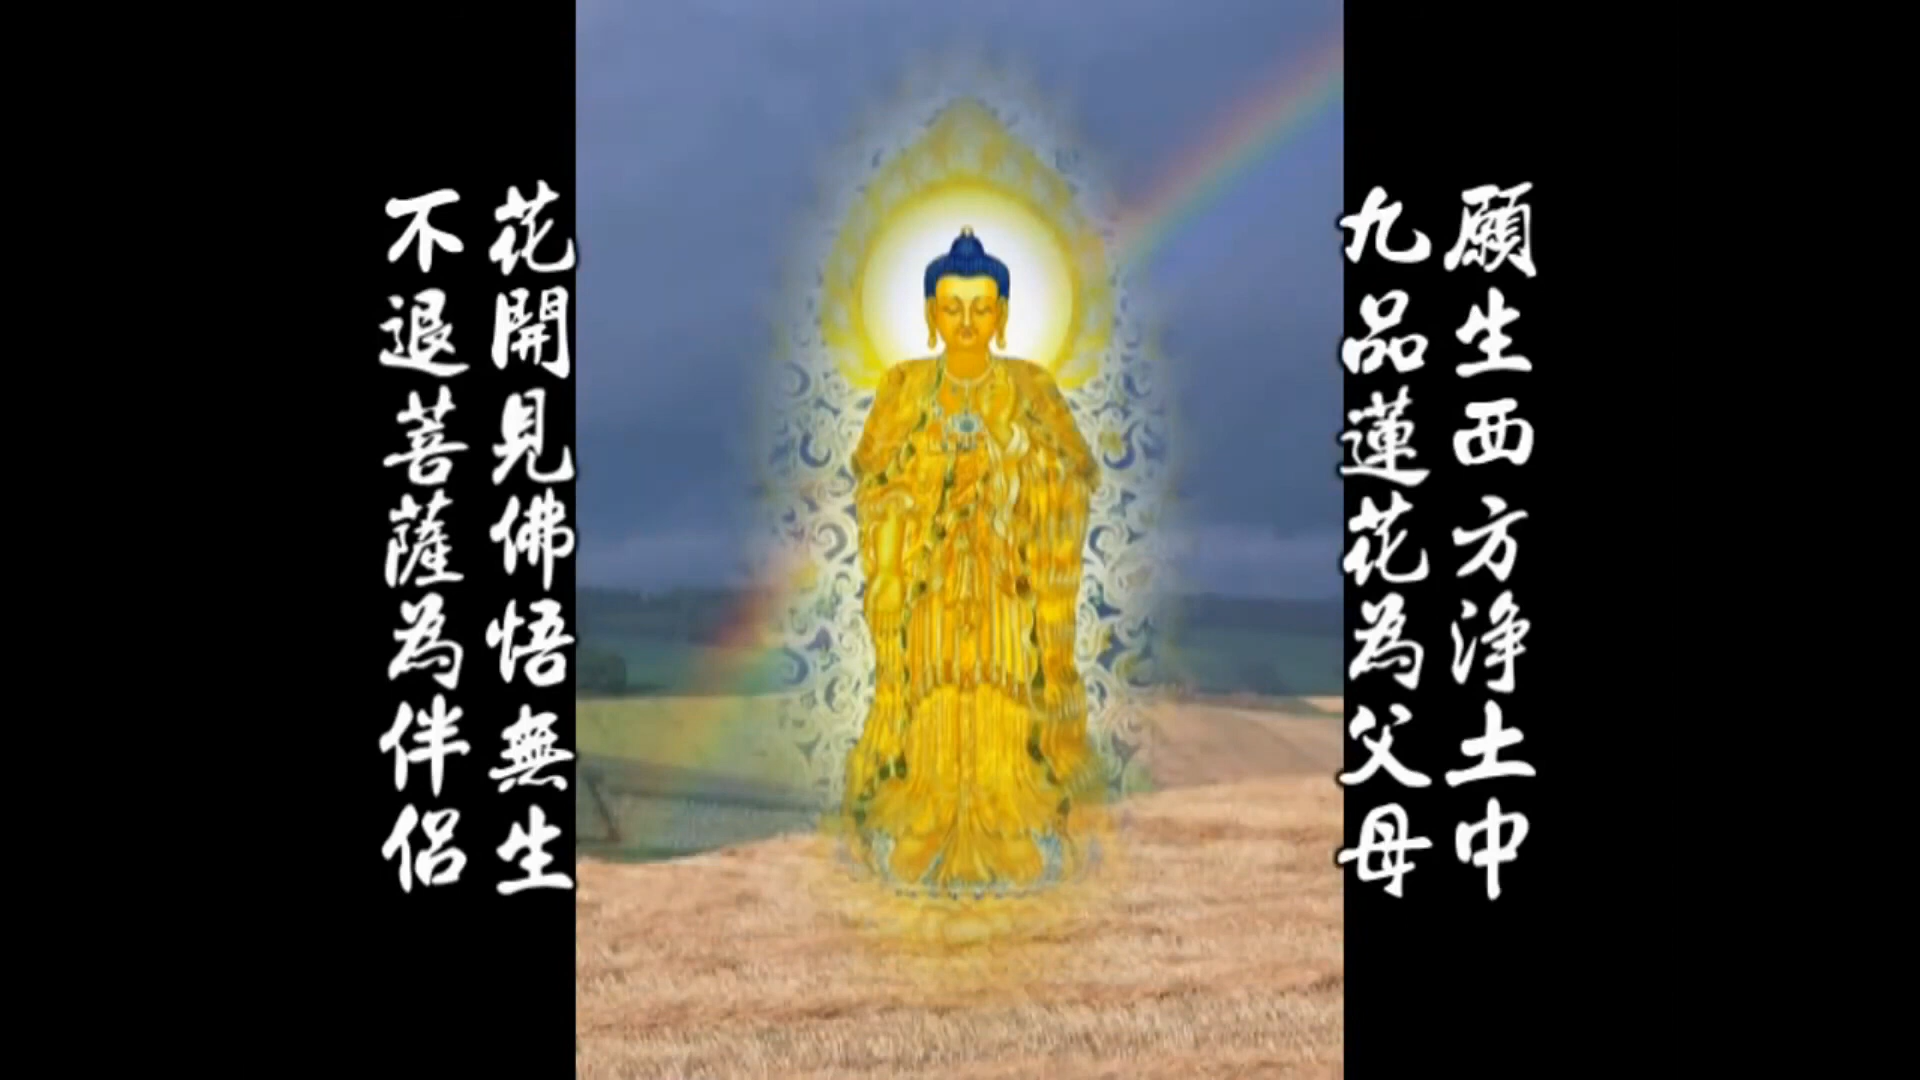 願生西方淨土中
九品蓮花為父母
花開見佛悟無生
不退菩薩為伴侶